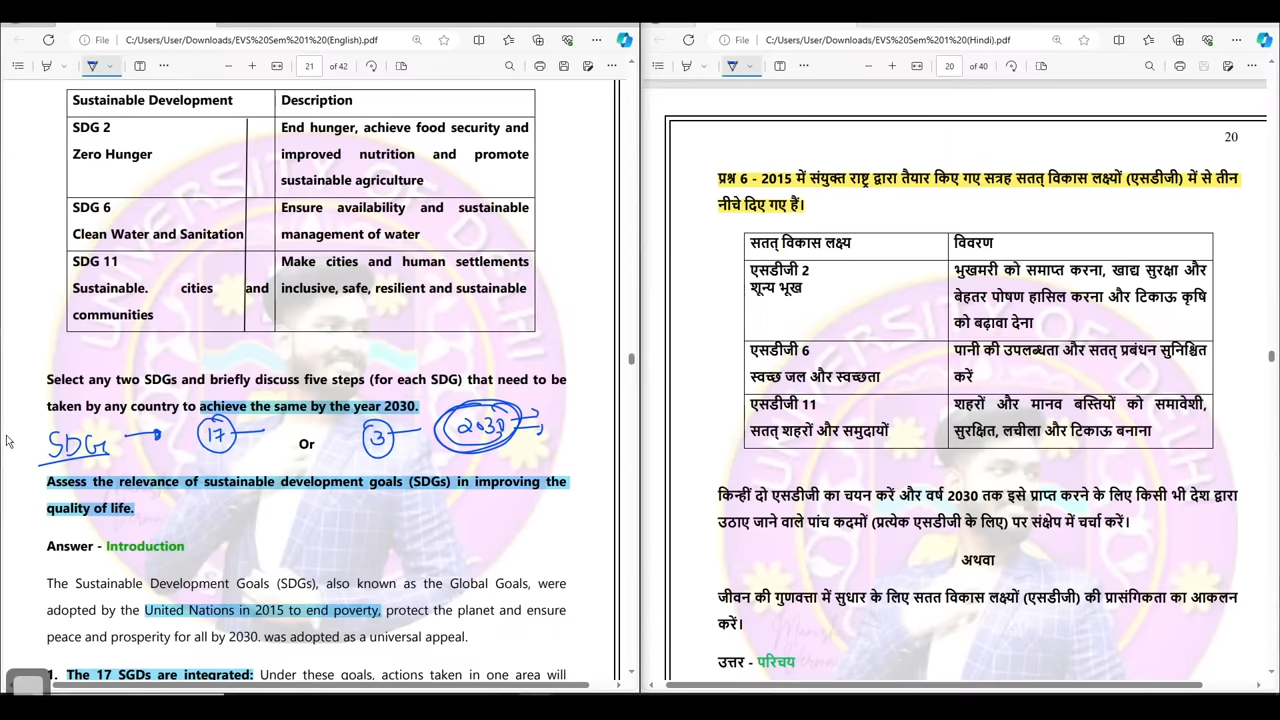 File C:/Users/User/Downloads/EVS%20Sem%201%20(English).pdf
21 of 42
Sustainable Development Description
SDG 2 End hunger, achieve food security and
Zero Hunger improved nutrition and promote
sustainable agriculture
SDG 6 Ensure availability and sustainable
Clean Water and Sanitation management of water
SDG 11 Make cities and human settlements
Sustainable. cities and inclusive, safe, resilient and sustainable
communities
Select any two SDGs and briefly discuss five steps (for each SDG) that need to be
taken by any country to achieve the same by the year 2030.
SDGs 17 3 2030
Or
Assess the relevance of sustainable development goals (SDGs) in improving the
quality of life.
Answer - Introduction
The Sustainable Development Goals (SDGs), also known as the Global Goals, were
adopted by the United Nations in 2015 to end poverty, protect the planet and ensure
peace and prosperity for all by 2030. was adopted as a universal appeal.
1. The 17 SGDs are integrated: Under these goals, actions taken in one area will
File C:/Users/User/Downloads/EVS%20Sem%201%20(Hindi).pdf
20 of 40
20
प्रश्न 6 - 2015 में संयुक्त राष्ट्र द्वारा तैयार किए गए सत्रह सतत् विकास लक्ष्यों (एसडीजी) में से तीन
नीचे दिए गए हैं।
सतत् विकास लक्ष्य विवरण
एसडीजी 2 भुखमरी को समाप्त करना, खाद्य सुरक्षा और
शून्य भूख बेहतर पोषण हासिल करना और टिकाऊ कृषि
को बढ़ावा देना
एसडीजी 6 पानी की उपलब्धता और सतत् प्रबंधन सुनिश्चित
स्वच्छ जल और स्वच्छता करें
एसडीजी 11 शहरों और मानव बस्तियों को समावेशी,
सतत् शहरों और समुदायों सुरक्षित, लचीला और टिकाऊ बनाना
किन्हीं दो एसडीजी का चयन करें और वर्ष 2030 तक इसे प्राप्त करने के लिए किसी भी देश द्वारा
उठाए जाने वाले पांच कदमों (प्रत्येक एसडीजी के लिए) पर संक्षेप में चर्चा करें।
अथवा
जीवन की गुणवत्ता में सुधार के लिए सतत विकास लक्ष्यों (एसडीजी) की प्रासंगिकता का आकलन
करें।
उत्तर - परिचय